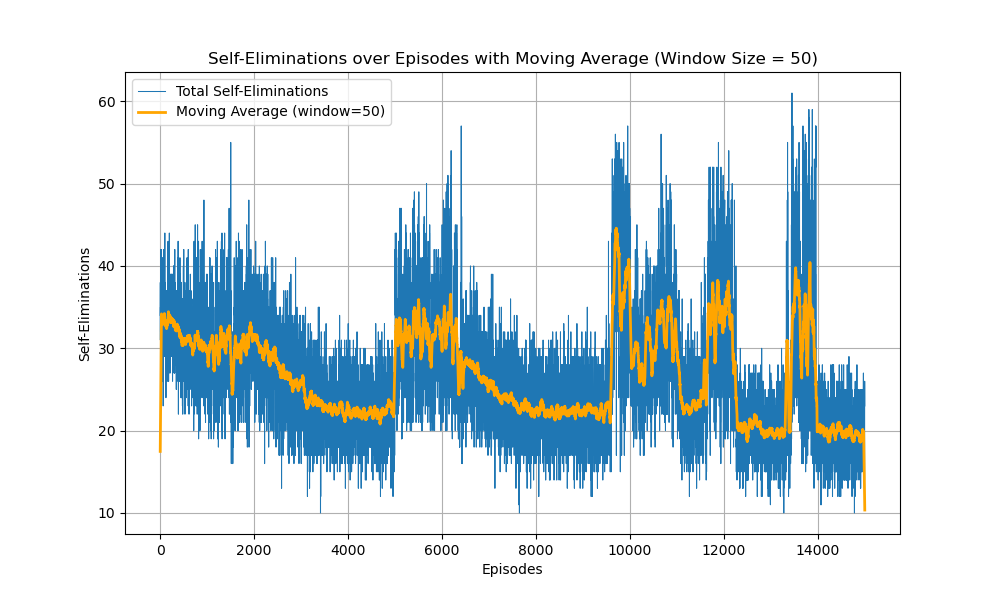 Self-Eliminations over Episodes with Moving Average (Window Size = 50)
Total Self-Eliminations
Moving Average (window=50)
60
50
40
30
20
10
Self-Eliminations
0 2000 4000 6000 8000 10000 12000 14000
Episodes